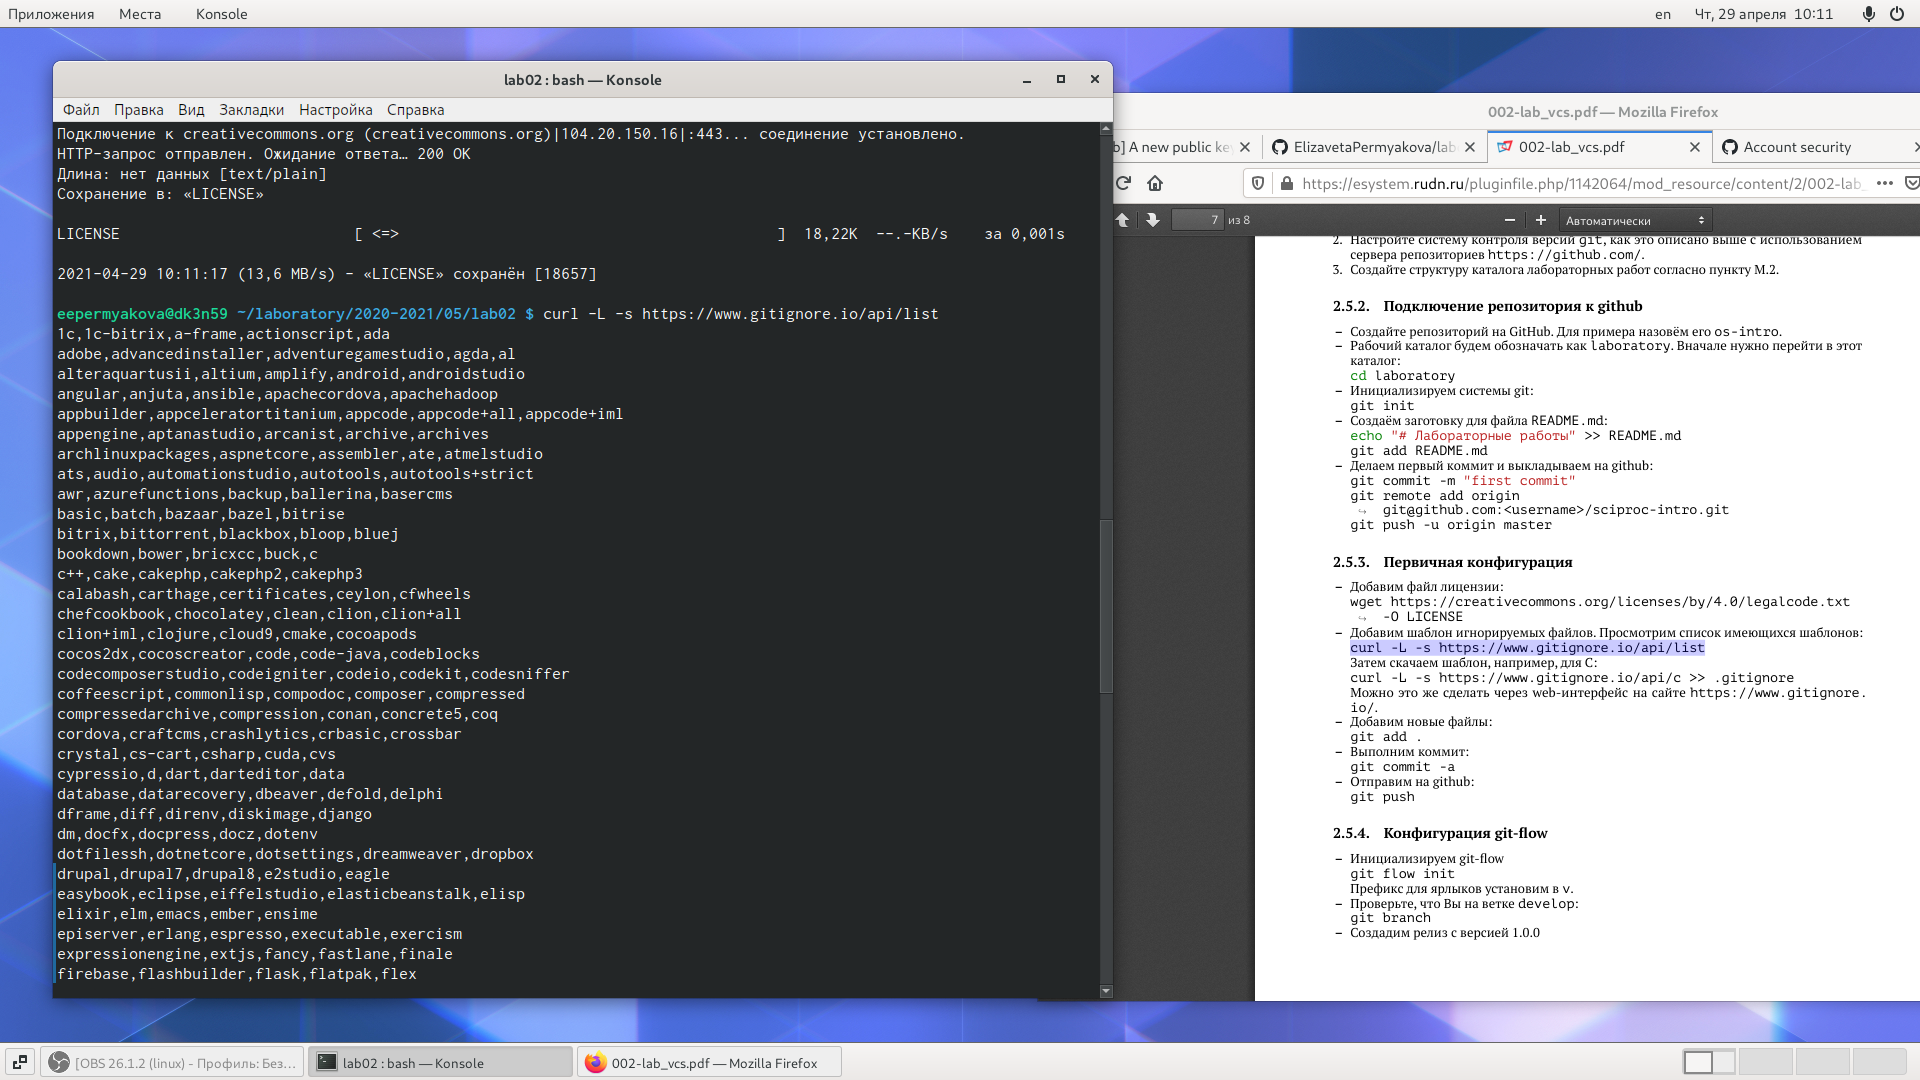 Приложения Места Konsole en Чт, 29 апреля 10:11
lab02 : bash — Konsole
Файл Правка Вид Закладки Настройка Справка
Подключение к creativecommons.org (creativecommons.org)|104.20.150.16|:443... соединение установлено.
HTTP-запрос отправлен. Ожидание ответа… 200 OK
Длина: нет данных [text/plain]
Сохранение в: «LICENSE»
LICENSE [ <=> ] 18,22K --.-KB/s за 0,001s
2021-04-29 10:11:17 (13,6 MB/s) - «LICENSE» сохранён [18657]
eepermyakova@dk3n59 ~/laboratory/2020-2021/05/lab02 $ curl -L -s https://www.gitignore.io/api/list
1c,1c-bitrix,a-frame,actionscript,ada
adobe,advancedinstaller,adventuregamestudio,agda,al
alteraquartusii,altium,amplify,android,androidstudio
angular,anjuta,ansible,apachecordova,apachehadoop
appbuilder,appceleratortitanium,appcode,appcode+all,appcode+iml
appengine,aptanastudio,arcanist,archive,archives
archlinuxpackages,aspnetcore,assembler,ate,atmelstudio
ats,audio,automationstudio,autotools,autotools+strict
awr,azurefunctions,backup,ballerina,basercms
basic,batch,bazaar,bazel,bitrise
bitrix,bittorrent,blackbox,bloop,bluej
bookdown,bower,bricxcc,buck,c
c++,cake,cakephp,cakephp2,cakephp3
calabash,carthage,certificates,ceylon,cfwheels
chefcookbook,chocolatey,clean,clion,clion+all
clion+iml,clojure,cloud9,cmake,cocoapods
cocos2dx,cocoscreator,code,code-java,codeblocks
codecomposerstudio,codeigniter,codeio,codekit,codesniffer
coffeescript,commonlisp,compodoc,composer,compressed
compressedarchive,compression,conan,concrete5,coq
cordova,craftcms,crashlytics,crbasic,crossbar
crystal,cs-cart,csharp,cuda,cvs
cypressio,d,dart,darteditor,data
database,datarecovery,dbeaver,defold,delphi
dframe,diff,direnv,diskimage,django
dm,docfx,docpress,docz,dotenv
dotfilessh,dotnetcore,dotsettings,dreamweaver,dropbox
drupal,drupal7,drupal8,e2studio,eagle
easybook,eclipse,eiffelstudio,elasticbeanstalk,elisp
elixir,elm,emacs,ember,ensime
episerver,erlang,espresso,executable,exercism
expressionengine,extjs,fancy,fastlane,finale
firebase,flashbuilder,flask,flatpak,flex
002-lab_vcs.pdf — Mozilla Firefox
] A new public ke ElizavetaPermyakova/lab 002-lab_vcs.pdf Account security
https://esystem.rudn.ru/pluginfile.php/1142064/mod_resource/content/2/002-lab_
7 из 8 Автоматически
2. Настройте систему контроля версий git, как это описано выше с использованием
сервера репозиториев https://github.com/.
3. Создайте структуру каталога лабораторных работ согласно пункту М.2.
2.5.2. Подключение репозитория к github
– Создайте репозиторий на GitHub. Для примера назовём его os-intro.
– Рабочий каталог будем обозначать как laboratory. Вначале нужно перейти в этот
каталог:
cd laboratory
– Инициализируем системы git:
git init
– Создаём заготовку для файла README.md:
echo "# Лабораторные работы" >> README.md
git add README.md
– Делаем первый коммит и выкладываем на github:
git commit -m "first commit"
git remote add origin
↪ git@github.com:<username>/sciproc-intro.git
git push -u origin master
2.5.3. Первичная конфигурация
– Добавим файл лицензии:
wget https://creativecommons.org/licenses/by/4.0/legalcode.txt
↪ -O LICENSE
– Добавим шаблон игнорируемых файлов. Просмотрим список имеющихся шаблонов:
curl -L -s https://www.gitignore.io/api/list
Затем скачаем шаблон, например, для C:
curl -L -s https://www.gitignore.io/api/c >> .gitignore
Можно это же сделать через web-интерфейс на сайте https://www.gitignore.
io/.
– Добавим новые файлы:
git add .
– Выполним коммит:
git commit -a
– Отправим на github:
git push
2.5.4. Конфигурация git-flow
– Инициализируем git-flow
git flow init
Префикс для ярлыков установим в v.
– Проверьте, что Вы на ветке develop:
git branch
– Создадим релиз с версией 1.0.0
[OBS 26.1.2 (linux) - Профиль: Без… lab02 : bash — Konsole 002-lab_vcs.pdf — Mozilla Firefox